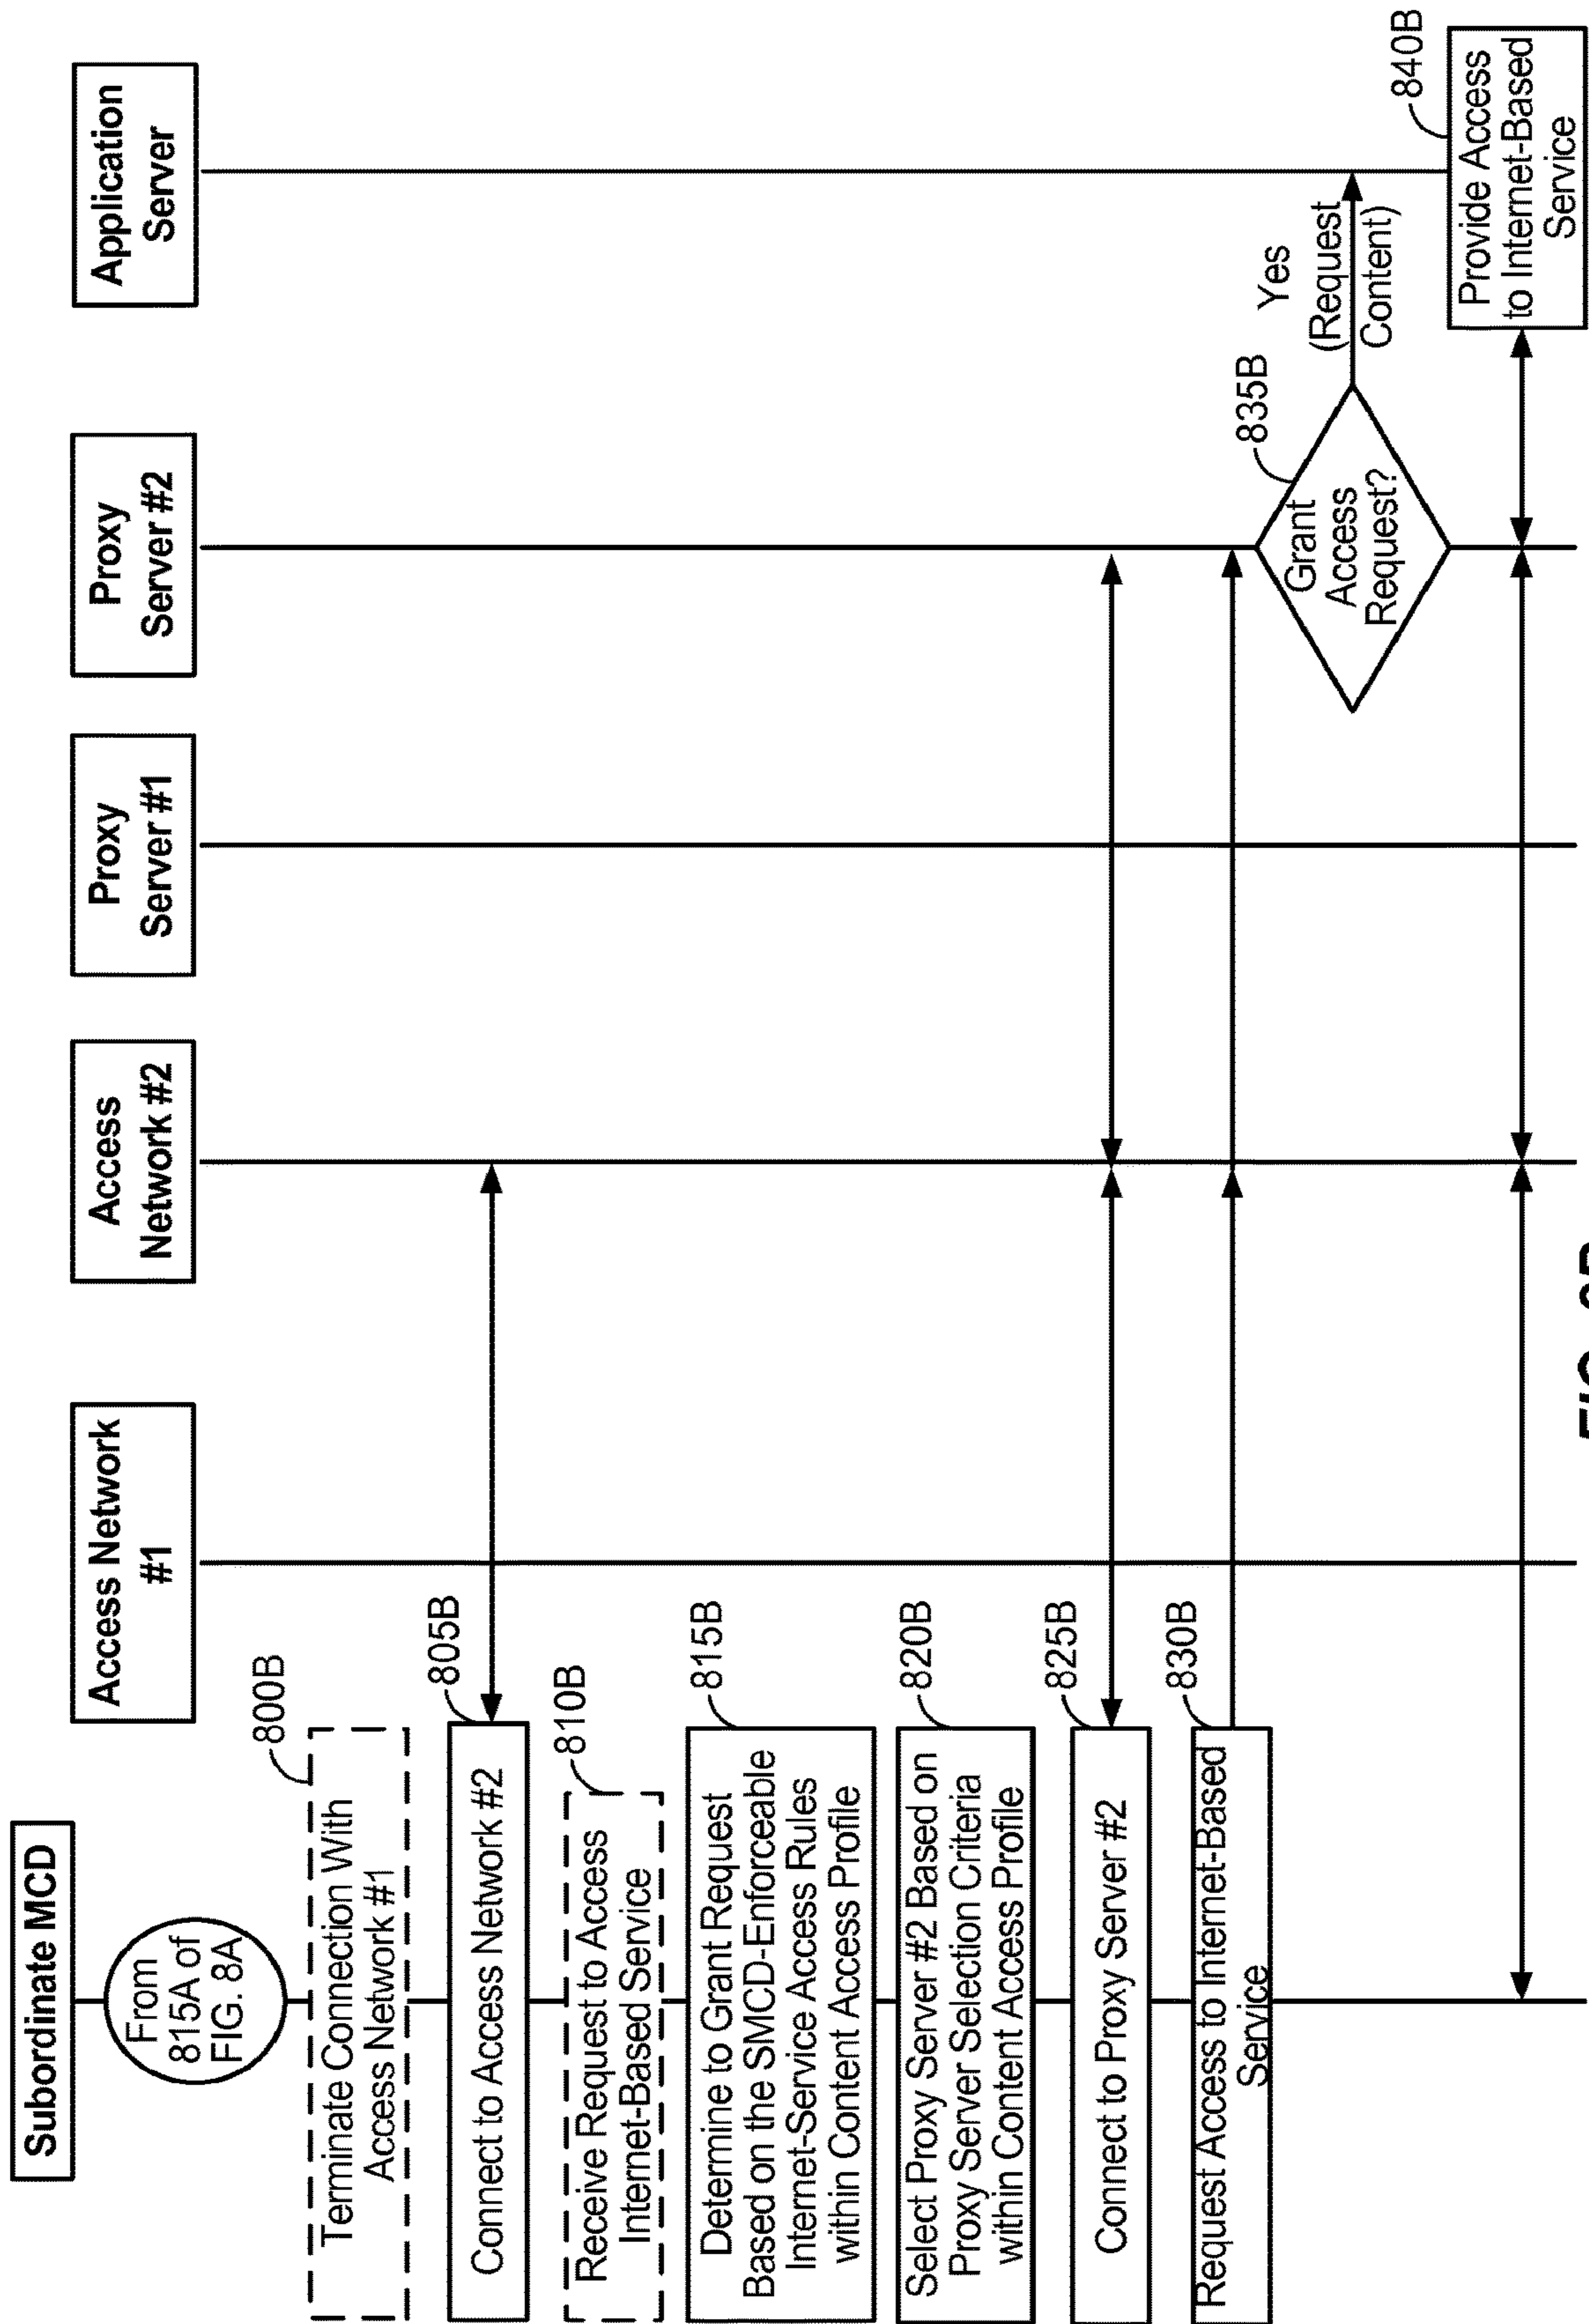 Subordinate MCD
Access Network
#1
Access
Network #2
Proxy
Server #1
Proxy
Server #2
Application
Server
From
815A of
FIG. 8A
800B
Terminate Connection With
Access Network #1
805B
Connect to Access Network #2
810B
Receive Request to Access
Internet-Based Service
815B
Determine to Grant Request
Based on the SMCD-Enforceable
Internet-Service Access Rules
within Content Access Profile
820B
Select Proxy Server #2 Based on
Proxy Server Selection Criteria
within Content Access Profile
825B
Connect to Proxy Server #2
830B
Request Access to Internet-Based
Service
835B
Grant
Access
Request?
Yes
(Request
Content)
840B
Provide Access
to Internet-Based
Service